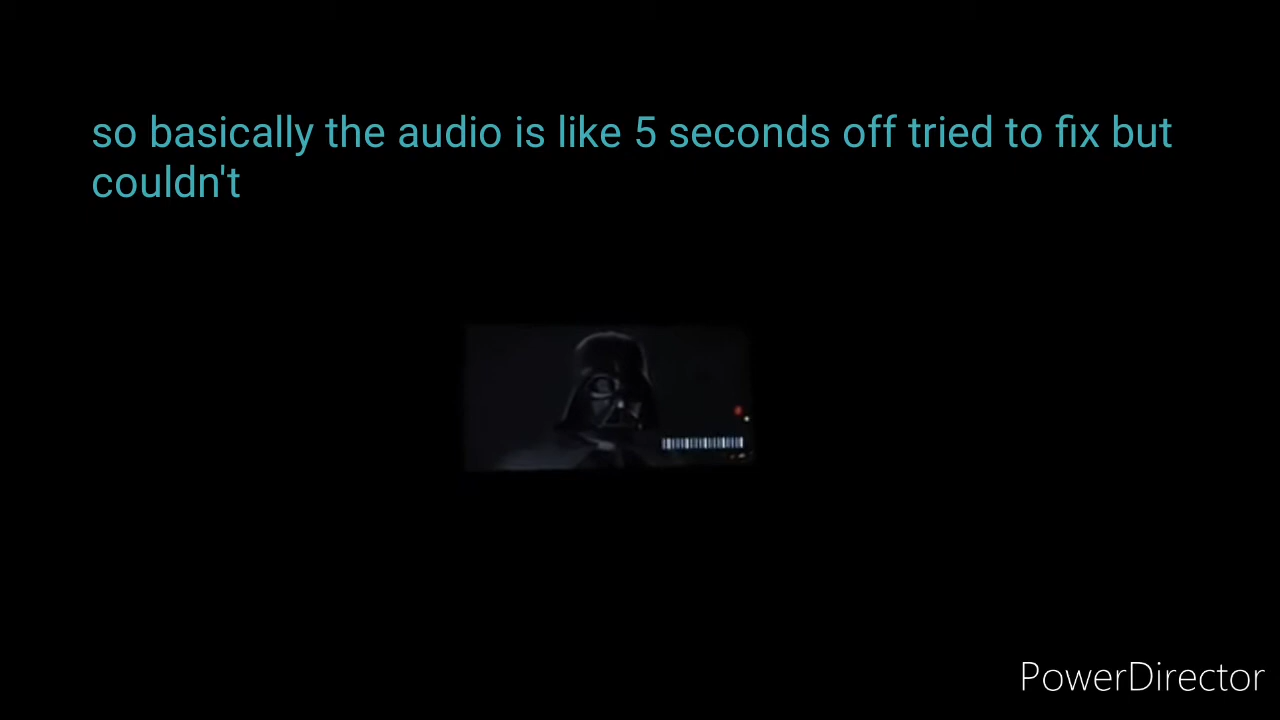 so basically the audio is like 5 seconds off tried to fix but
couldn't
PowerDirector